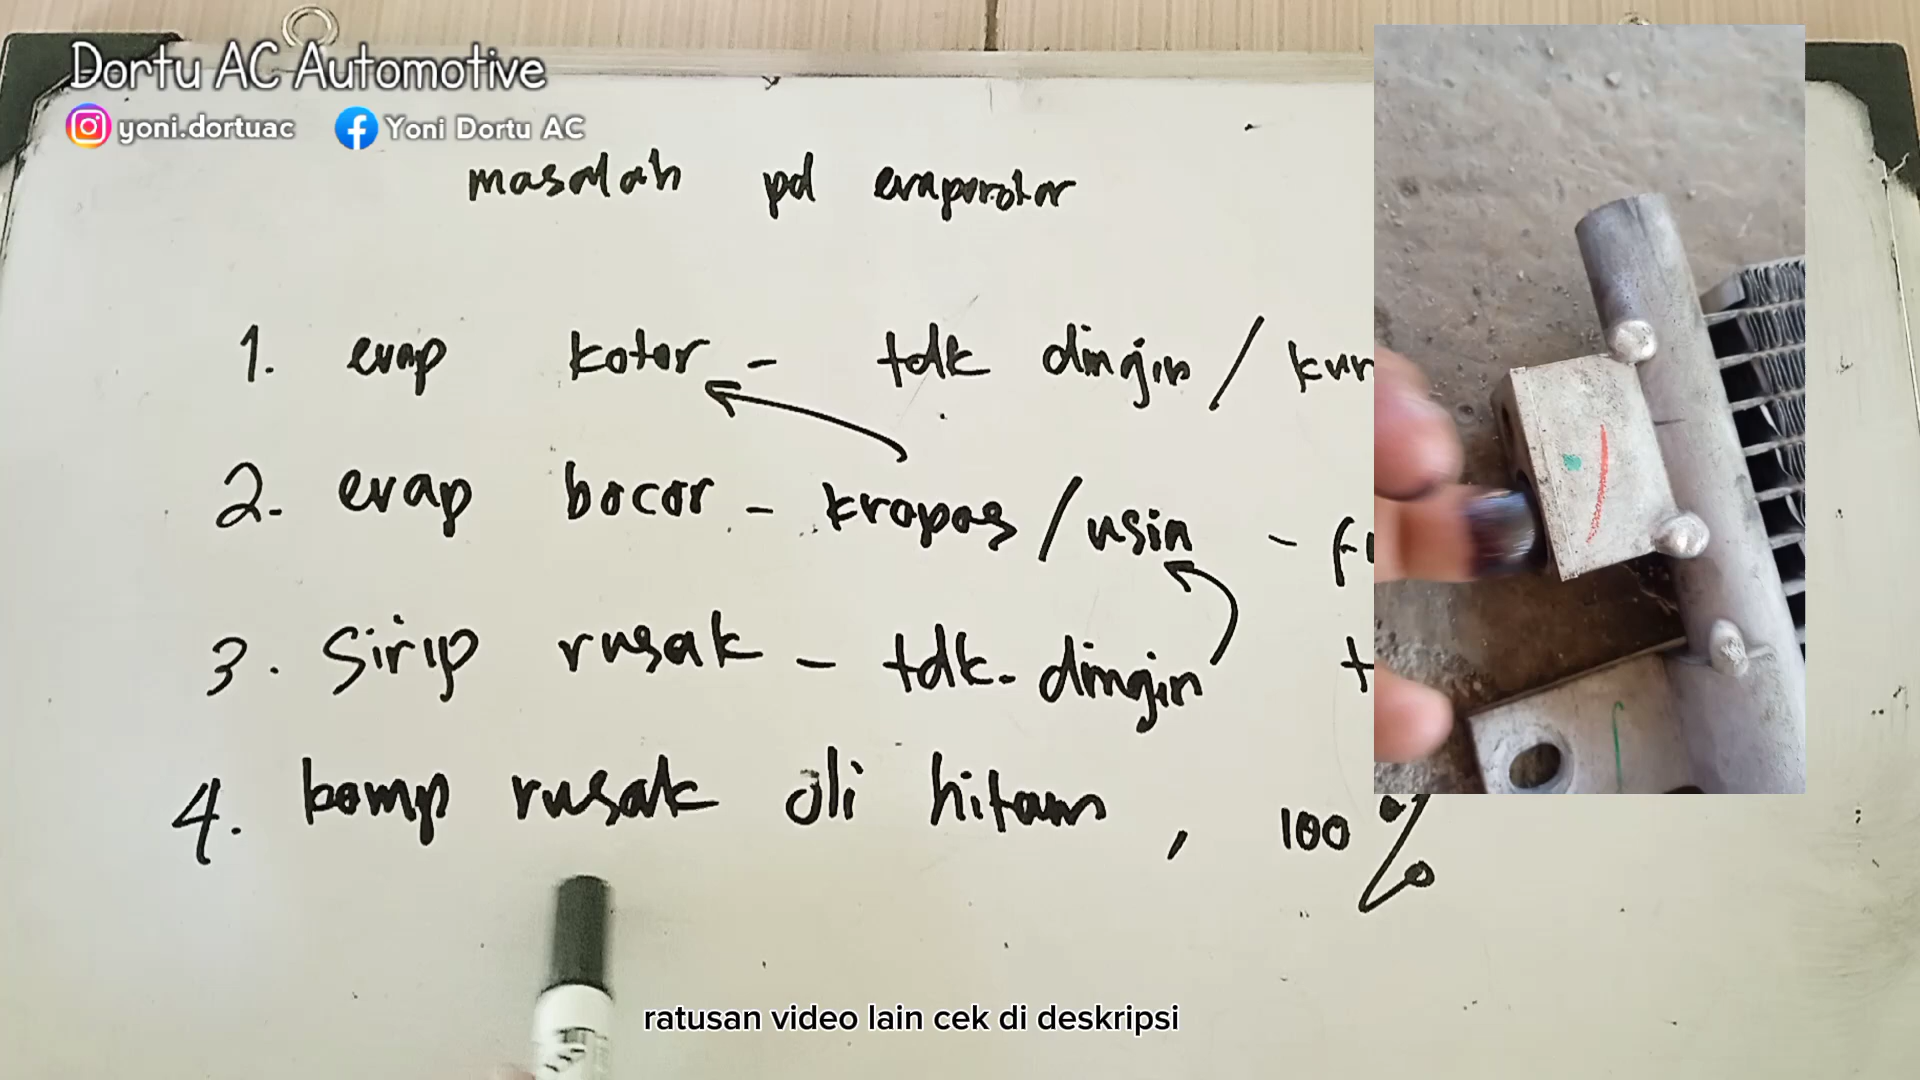 Dortu AC Automotive
yoni.dortuac Yoni Dortu AC
masalah pd evaporator
1. evap kotor - tdk dingin / kur
2. evap bocor - kropos / usia -
3. Sirip rusak - tdk. dingin
4. komp rusak oli hitam, 100%
ratusan video lain cek di deskripsi